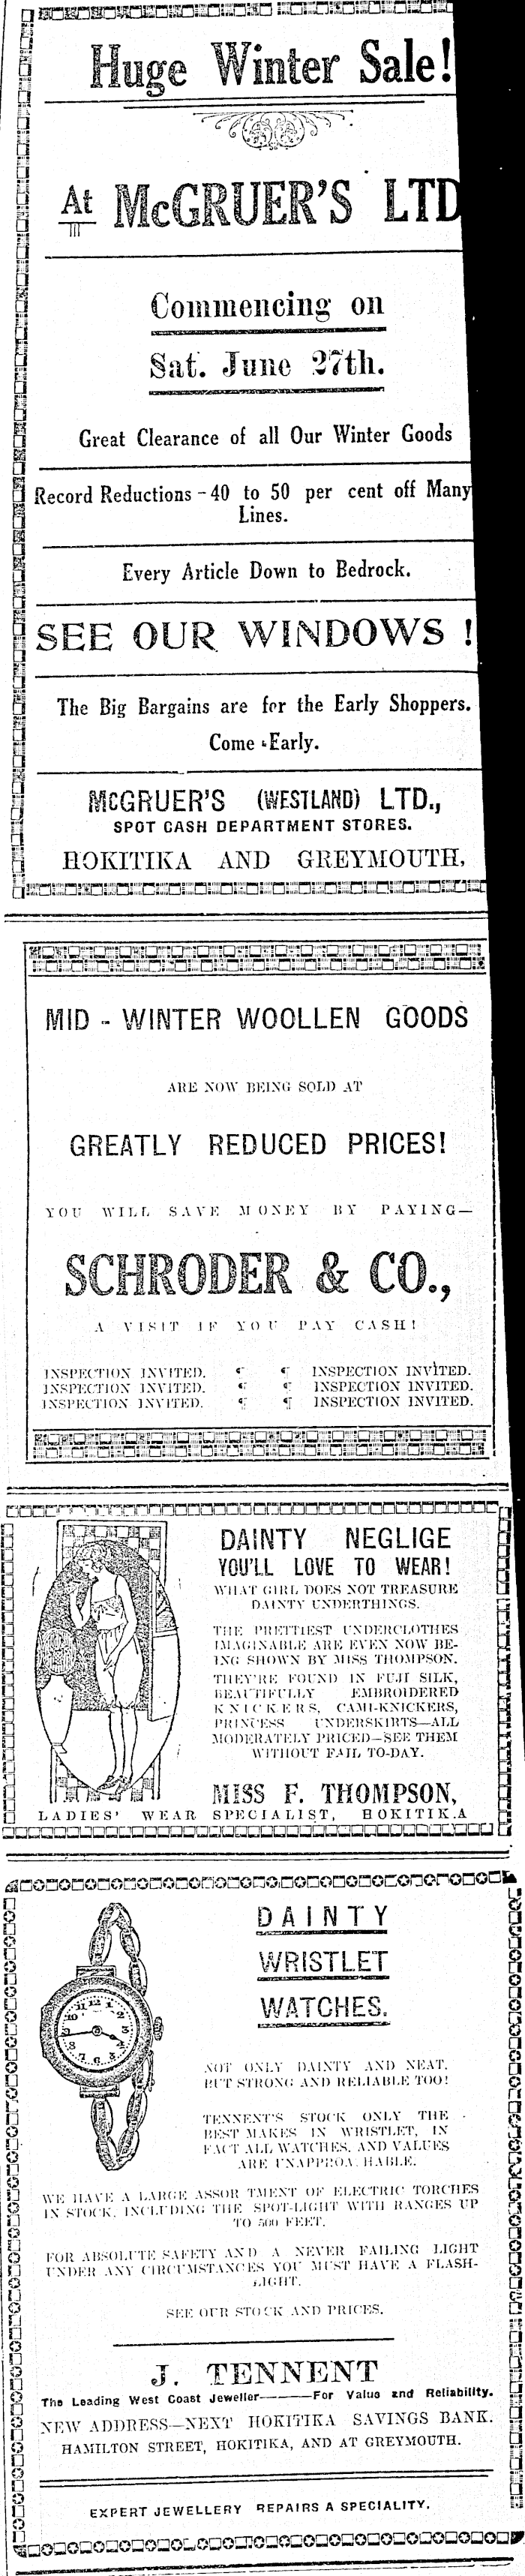 Huge Winter Sale!
At McGRUER'S LTD
Commencing on
Sat. June 27th.
Great Clearance of all Our Winter Goods
Record Reductions - 40 to 50 per cent off Many
Lines.
Every Article Down to Bedrock.
SEE OUR WINDOWS !
The Big Bargains are for the Early Shoppers.
Come Early.
McGRUER'S (WESTLAND) LTD.,
SPOT CASH DEPARTMENT STORES.
HOKITIKA AND GREYMOUTH,
MID - WINTER WOOLLEN GOODS
ARE NOW BEING SOLD AT
GREATLY REDUCED PRICES!
YOU WILL SAVE MONEY BY PAYING—
SCHRODER & CO.,
A VISIT IF YOU PAY CASH!
INSPECTION INVITED. ¶ ¶ INSPECTION INVITED.
INSPECTION INVITED. ¶ ¶ INSPECTION INVITED.
INSPECTION INVITED. ¶ ¶ INSPECTION INVITED.
DAINTY NEGLIGE
YOU'LL LOVE TO WEAR!
WHAT GIRL DOES NOT TREASURE
DAINTY UNDERTHINGS.
THE PRETTIEST UNDERCLOTHES
IMAGINABLE ARE EVEN NOW BE-
ING SHOWN BY MISS THOMPSON.
THEY'RE FOUND IN FUJI SILK,
BEAUTIFULLY EMBROIDERED
KNICKERS, CAMI-KNICKERS,
PRINCESS UNDERSKIRTS—ALL
MODERATELY PRICED—SEE THEM
WITHOUT FAIL TO-DAY.
MISS F. THOMPSON,
LADIES' WEAR SPECIALIST, HOKITIKA
DAINTY
WRISTLET
WATCHES.
NOT ONLY DAINTY AND NEAT.
BUT STRONG AND RELIABLE TOO!
TENNENT'S STOCK ONLY THE
BEST MAKES IN WRISTLET, IN
FACT ALL WATCHES, AND VALUES
ARE UNAPPROA HABLE.
WE HAVE A LARGE ASSOR TMENT OF ELECTRIC TORCHES
IN STOCK, INCLUDING THE SPOT-LIGHT WITH RANGES UP
TO 500 FEET.
FOR ABSOLUTE SAFETY AND A NEVER FAILING LIGHT
UNDER ANY CIRCUMSTANCES YOU MUST HAVE A FLASH-
LIGHT.
SEE OUR STOCK AND PRICES.
J. TENNENT
The Leading West Coast Jeweller———For Value and Reliability.
NEW ADDRESS—NEXT HOKITIKA SAVINGS BANK.
HAMILTON STREET, HOKITIKA, AND AT GREYMOUTH.
EXPERT JEWELLERY REPAIRS A SPECIALITY.